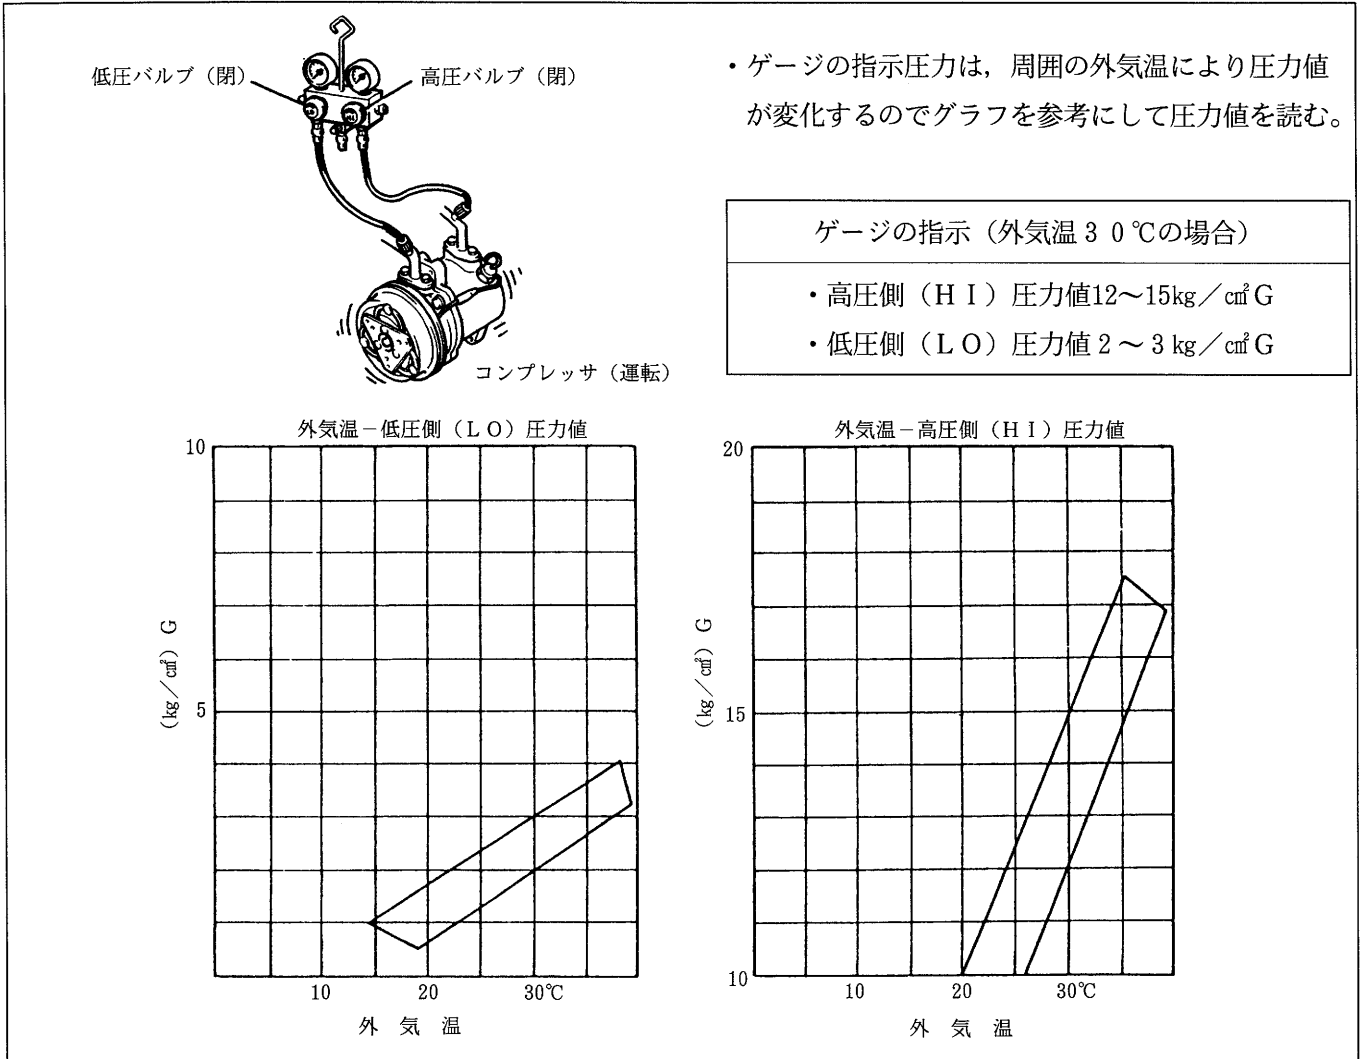 低圧バルブ（閉）
高圧バルブ（閉）
コンプレッサ（運転）
・ゲージの指示圧力は，周囲の外気温により圧力値
が変化するのでグラフを参考にして圧力値を読む。
ゲージの指示（外気温３０℃の場合）
・高圧側（ＨＩ）圧力値12～15㎏／㎠Ｇ
・低圧側（ＬＯ）圧力値２～３㎏／㎠Ｇ
外気温－低圧側（ＬＯ）圧力値
10
5
(㎏／㎠) Ｇ
10 20 30℃
外気温
外気温－高圧側（ＨＩ）圧力値
20
15
10
(㎏／㎠) Ｇ
10 20 30℃
外気温